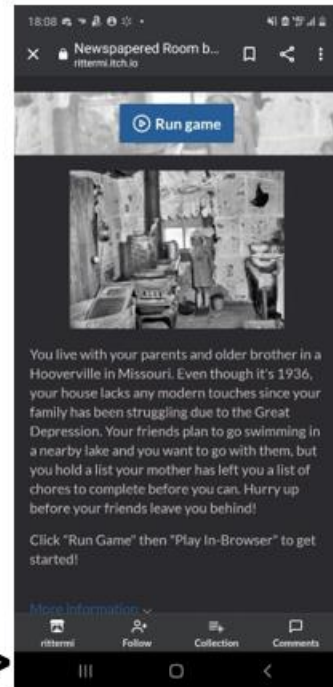 18:08
Newspapered Room b...
rittermi.itch.io
Run game
You live with your parents and older brother in a
Hooverville in Missouri. Even though it's 1936,
your house lacks any modern touches since your
family has been struggling due to the Great
Depression. Your friends plan to go swimming in
a nearby lake and you want to go with them, but
you hold a list your mother has left you a list of
chores to complete before you can. Hurry up
before your friends leave you behind!
Click "Run Game" then "Play In-Browser" to get
started!
More information
rittermi Follow Collection Comments